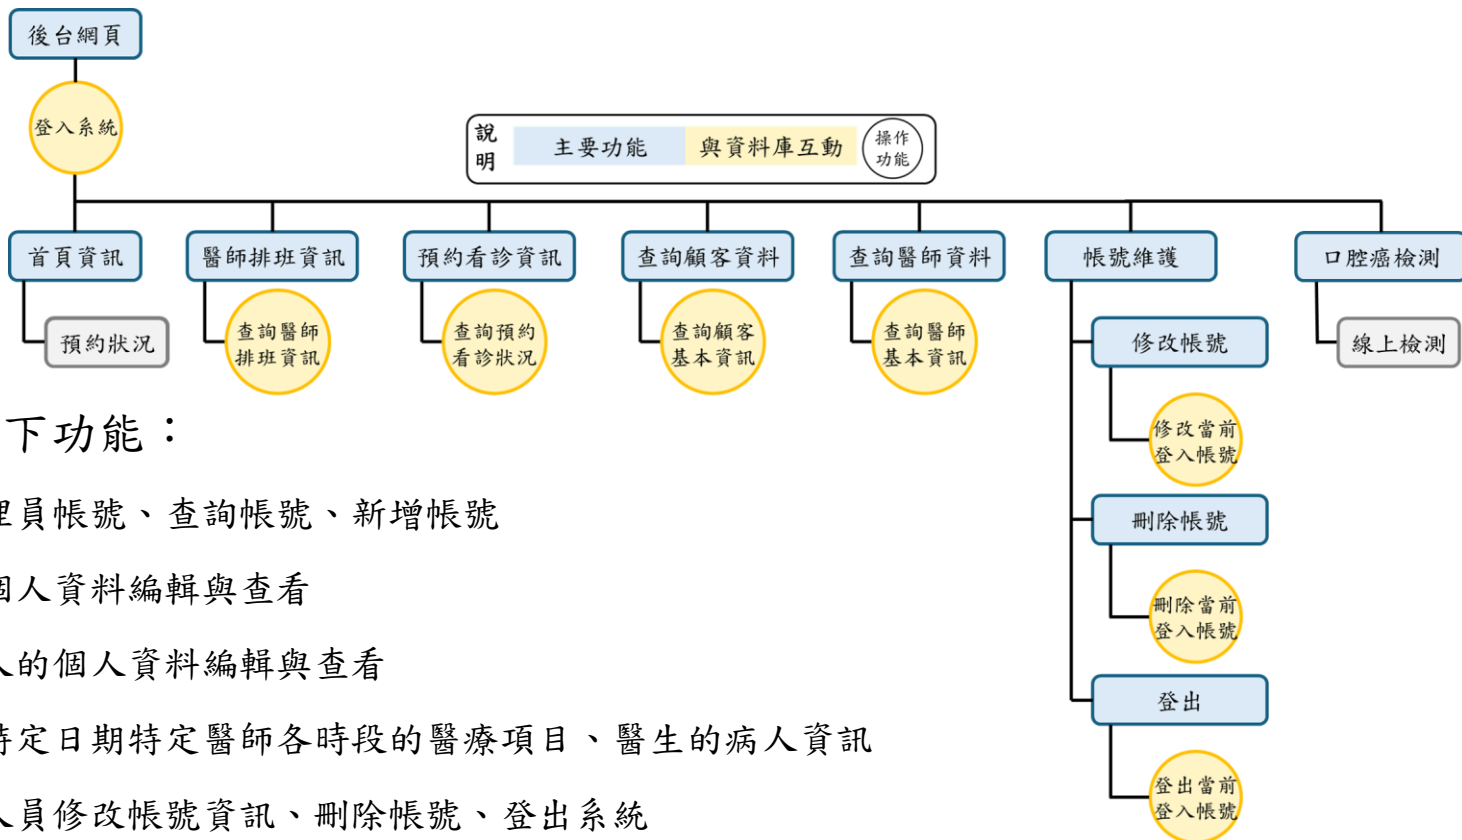 後台網頁
登入系統
說明
主要功能
與資料庫互動
操作
功能
首頁資訊
醫師排班資訊
預約看診資訊
查詢顧客資料
查詢醫師資料
帳號維護
口腔癌檢測
預約狀況
查詢醫師
排班資訊
查詢預約
看診狀況
查詢顧客
基本資訊
查詢醫師
基本資訊
修改帳號
線上檢測
修改當前
登入帳號
刪除帳號
刪除當前
登入帳號
登出
登出當前
登入帳號
下功能：
理員帳號、查詢帳號、新增帳號
個人資料編輯與查看
人的個人資料編輯與查看
特定日期特定醫師各時段的醫療項目、醫生的病人資訊
人員修改帳號資訊、刪除帳號、登出系統